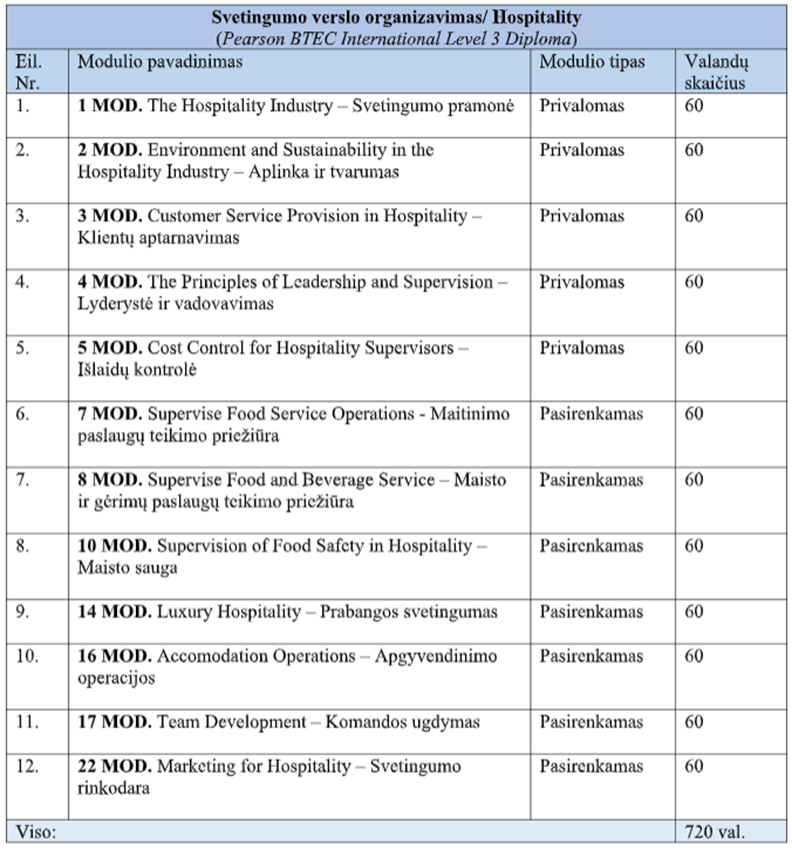 Svetingumo verslo organizavimas/ Hospitality
(Pearson BTEC International Level 3 Diploma)
Eil. Nr. Modulio pavadinimas Modulio tipas Valandų skaičius
1. 1 MOD. The Hospitality Industry – Svetingumo pramonė Privalomas 60
2. 2 MOD. Environment and Sustainability in the Privalomas 60
Hospitality Industry – Aplinka ir tvarumas
3. 3 MOD. Customer Service Provision in Hospitality – Privalomas 60
Klientų aptarnavimas
4. 4 MOD. The Principles of Leadership and Supervision – Privalomas 60
Lyderystė ir vadovavimas
5. 5 MOD. Cost Control for Hospitality Supervisors – Privalomas 60
Išlaidų kontrolė
6. 7 MOD. Supervise Food Service Operations - Maitinimo Pasirenkamas 60
paslaugų teikimo priežiūra
7. 8 MOD. Supervise Food and Beverage Service – Maisto Pasirenkamas 60
ir gėrimų paslaugų teikimo priežiūra
8. 10 MOD. Supervision of Food Safety in Hospitality – Pasirenkamas 60
Maisto sauga
9. 14 MOD. Luxury Hospitality – Prabangos svetingumas Pasirenkamas 60
10. 16 MOD. Accomodation Operations – Apgyvendinimo Pasirenkamas 60
operacijos
11. 17 MOD. Team Development – Komandos ugdymas Pasirenkamas 60
12. 22 MOD. Marketing for Hospitality – Svetingumo Pasirenkamas 60
rinkodara
Viso: 720 val.